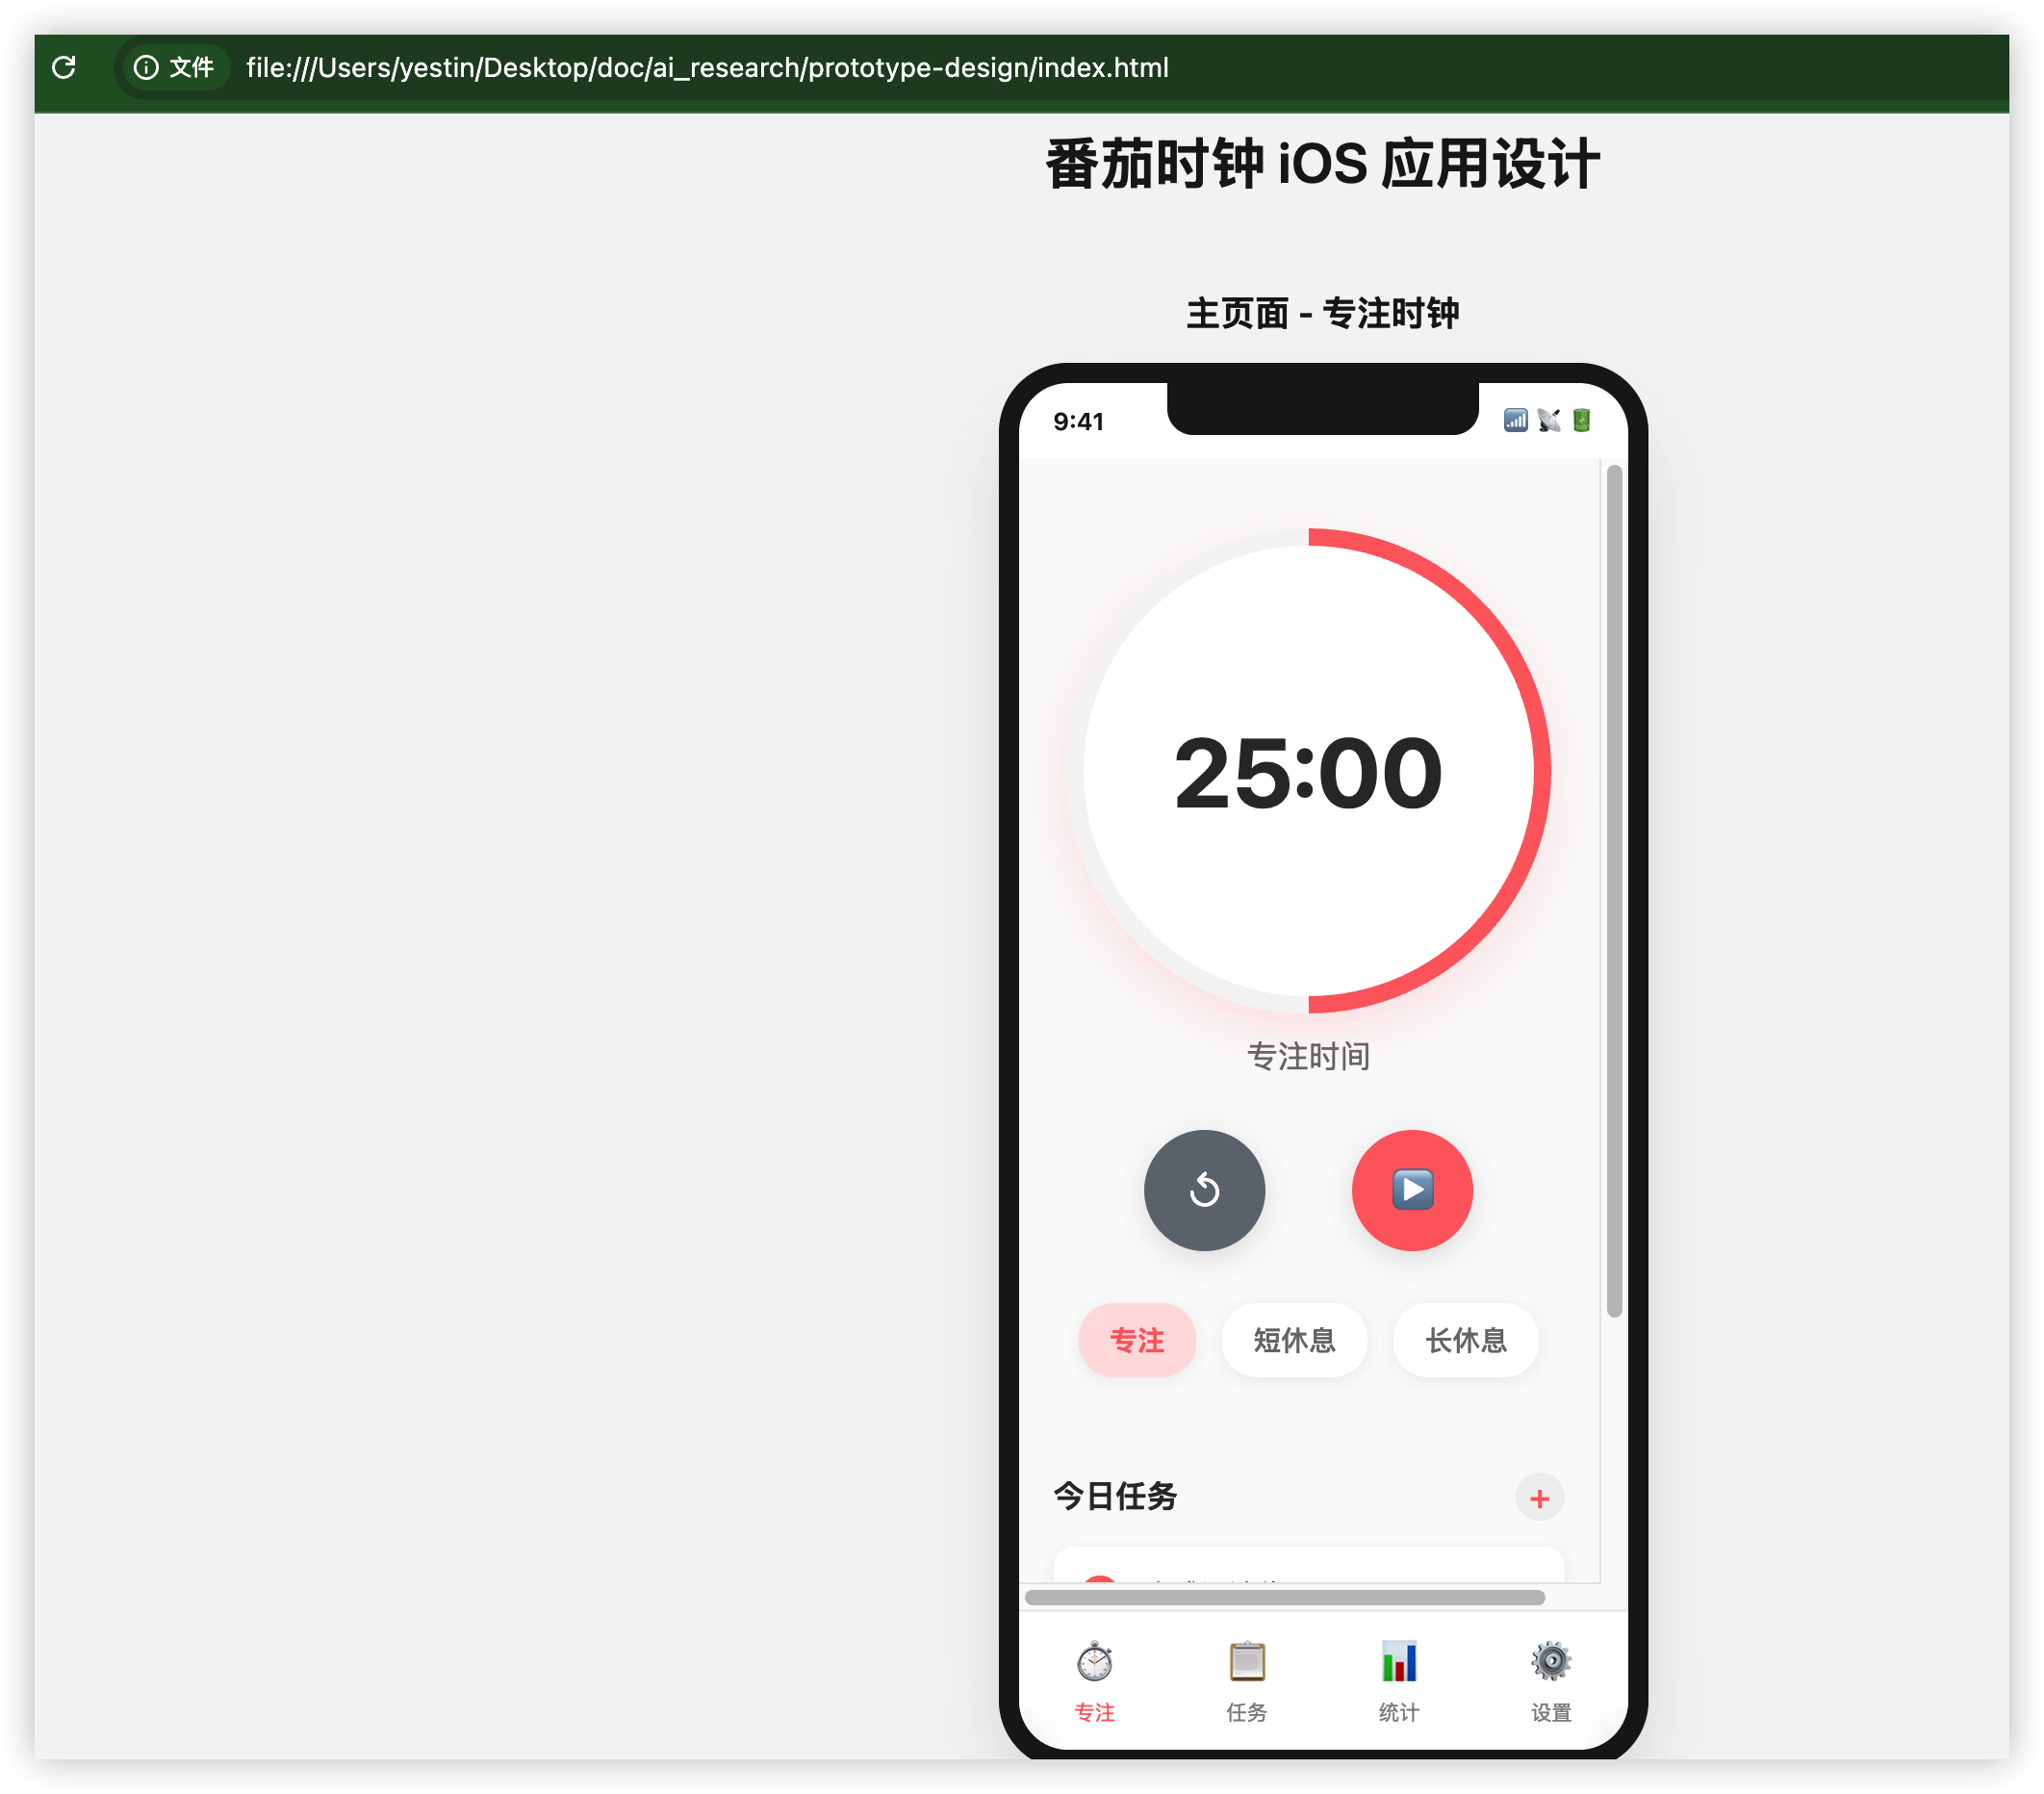 文件 file:///Users/yestin/Desktop/doc/ai_research/prototype-design/index.html
番茄时钟 iOS 应用设计
主页面 - 专注时钟
9:41
25:00
专注时间
专注 短休息 长休息
今日任务 +
专注 任务 统计 设置